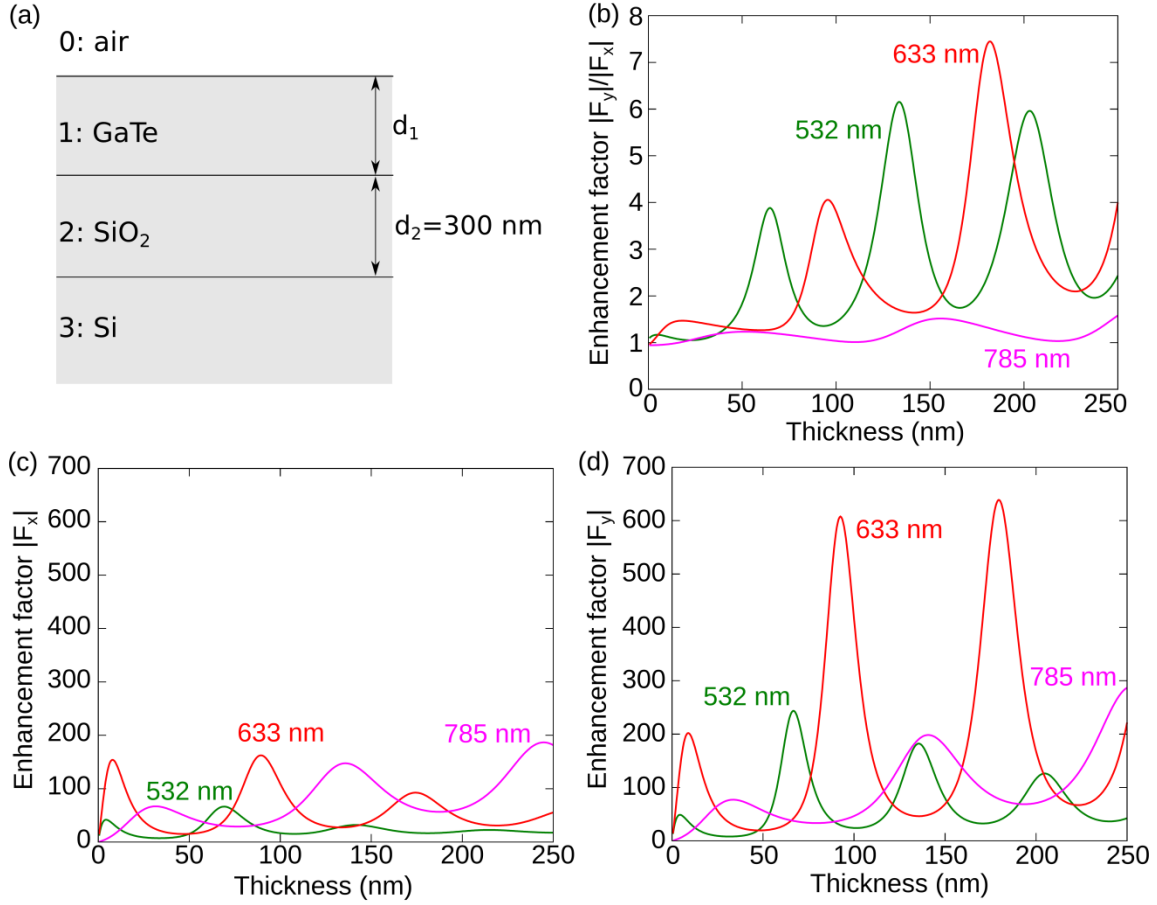 (a)
0: air
1: GaTe
d₁
2: SiO₂
d₂=300 nm
3: Si
(b)
Enhancement factor |Fy|/|Fx|
8
7
6
5
4
3
2
1
0
633 nm
532 nm
785 nm
0 50 100 150 200 250
Thickness (nm)
(c)
Enhancement factor |Fx|
700
600
500
400
300
200
100
0
633 nm
785 nm
532 nm
0 50 100 150 200 250
Thickness (nm)
(d)
Enhancement factor |Fy|
700
600
500
400
300
200
100
0
633 nm
532 nm
785 nm
0 50 100 150 200 250
Thickness (nm)